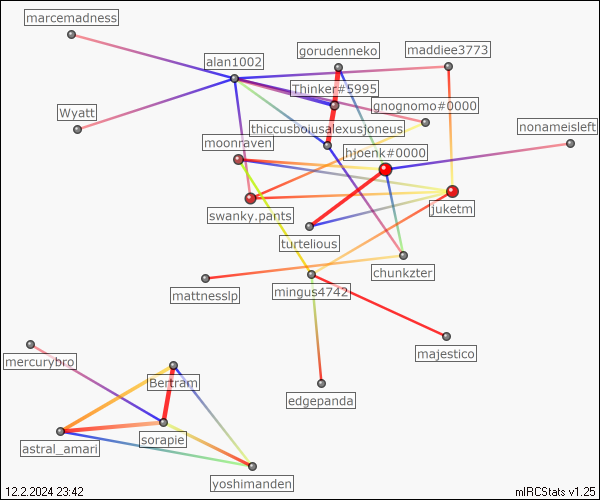 marcemadness
gorudenneko
maddiee3773
alan1002
Thinker#5995
gnognomo#0000
Wyatt
thiccusboiusalexusjoneus
nonameisleft
moonraven
hjoenk#0000
swanky.pants
juketm
turtelious
chunkzter
mattnesslp
mingus4742
majestico
mercurybro
Bertram
edgepanda
sorapie
astral_amari
yoshimanden
12.2.2024 23:42
mIRCStats v1.25